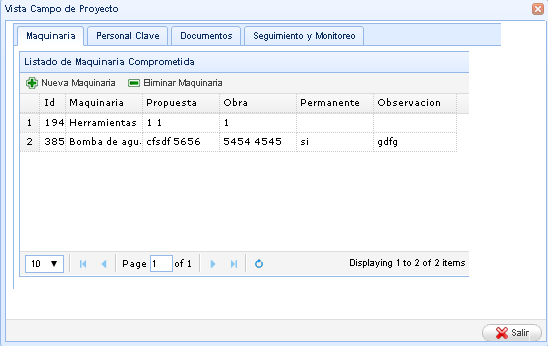 Vista Campo de Proyecto
Maquinaria Personal Clave Documentos Seguimiento y Monitoreo
Listado de Maquinaria Comprometida
Nueva Maquinaria Eliminar Maquinaria
Id Maquinaria Propuesta Obra Permanente Observacion
1 194 Herramientas 1 1 1
2 385 Bomba de agu. cfsdf 5656 5454 4545 si gdfg
10 Page 1 of 1 Displaying 1 to 2 of 2 items
Salir